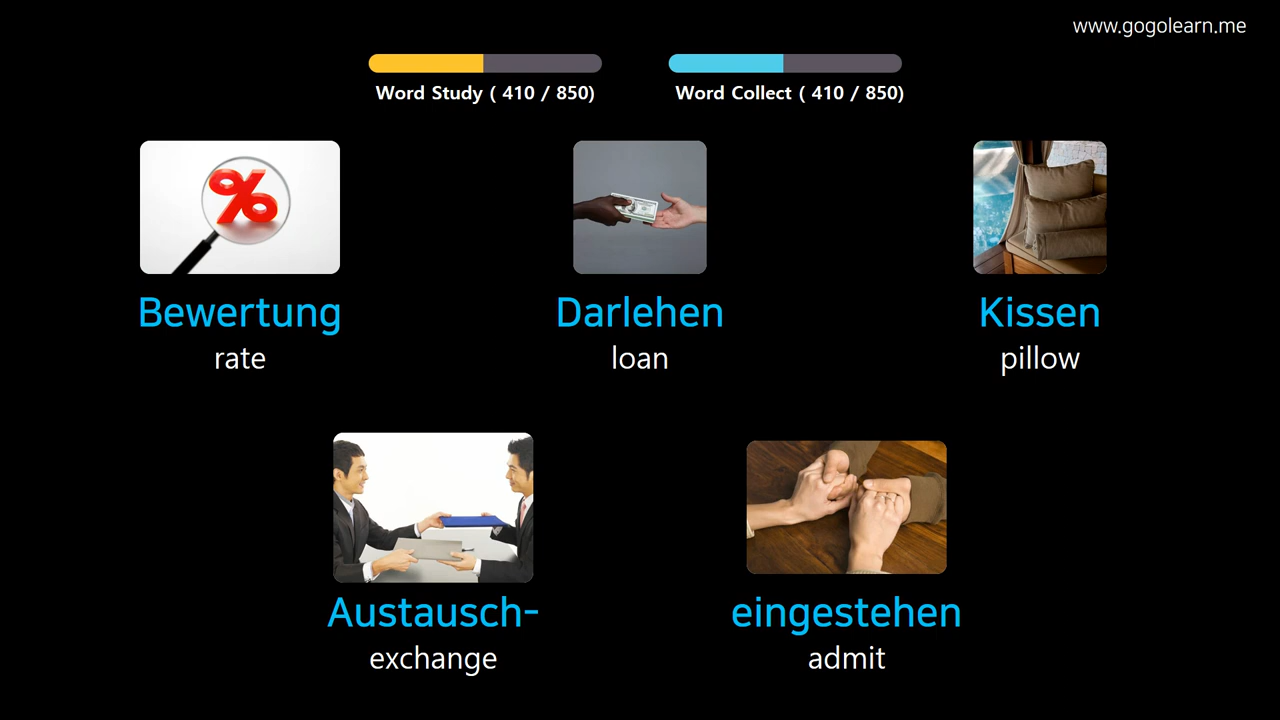 www.gogolearn.me
Word Study ( 410 / 850)
Word Collect ( 410 / 850)
%
Bewertung
rate
Darlehen
loan
Kissen
pillow
Austausch-
exchange
eingestehen
admit